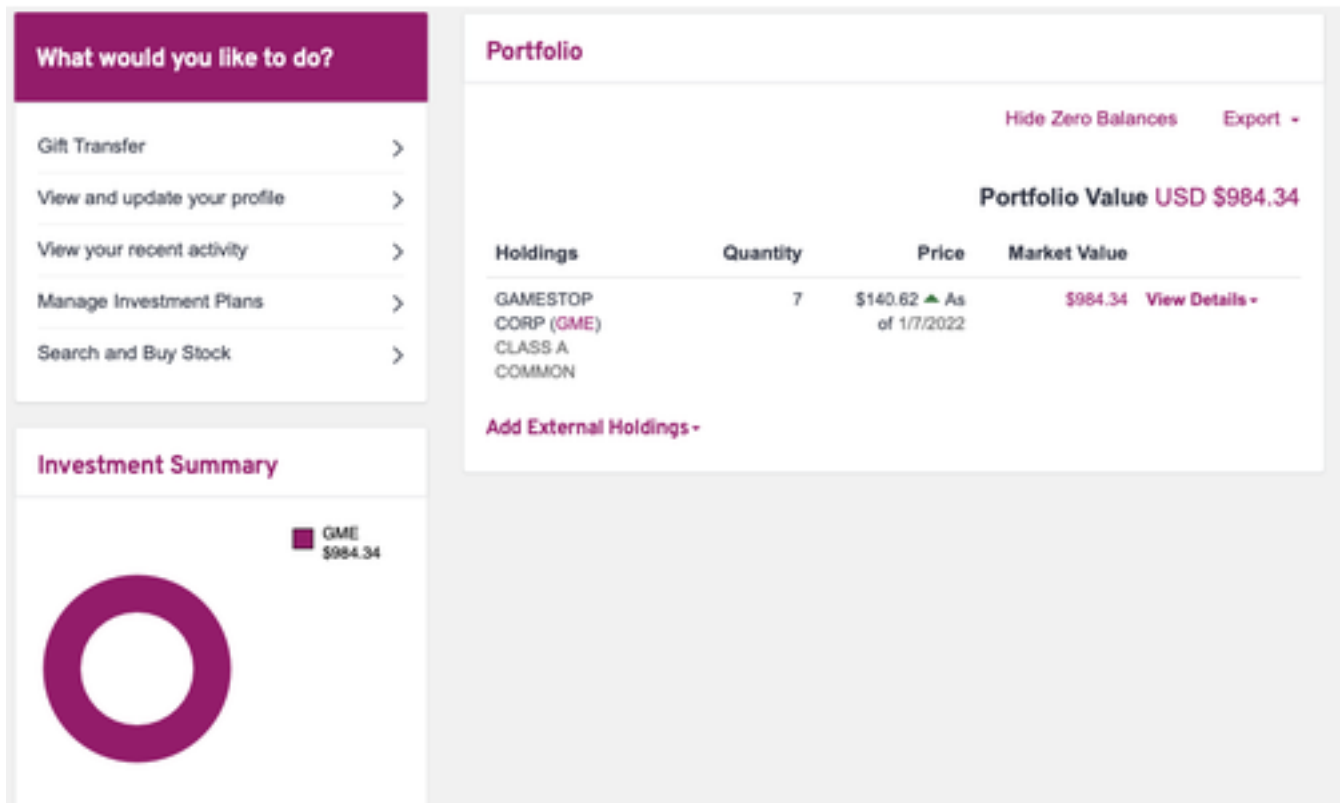 What would you like to do?
Gift Transfer
View and update your profile
View your recent activity
Manage Investment Plans
Search and Buy Stock
Investment Summary
GME
$984.34
Portfolio
Hide Zero Balances Export
Portfolio Value USD $984.34
Holdings Quantity Price Market Value
GAMESTOP 7 $140.62 ▲ As $984.34 View Details
CORP (GME) of 1/7/2022
CLASS A
COMMON
Add External Holdings